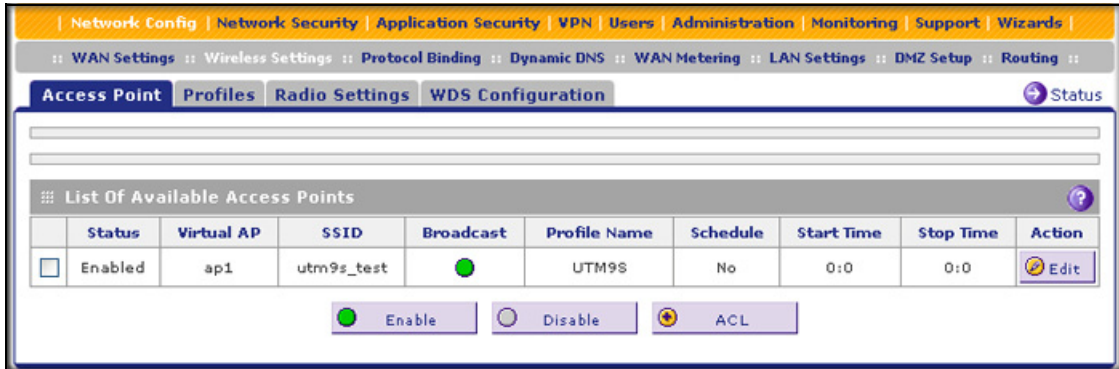 | Network Config | Network Security | Application Security | VPN | Users | Administration | Monitoring | Support | Wizards |
:: WAN Settings :: Wireless Settings :: Protocol Binding :: Dynamic DNS :: WAN Metering :: LAN Settings :: DMZ Setup :: Routing ::
Access Point Profiles Radio Settings WDS Configuration Status
List Of Available Access Points ?
Status Virtual AP SSID Broadcast Profile Name Schedule Start Time Stop Time Action
Enabled ap1 utm9s_test UTM9S No 0:0 0:0 Edit
Enable Disable ACL